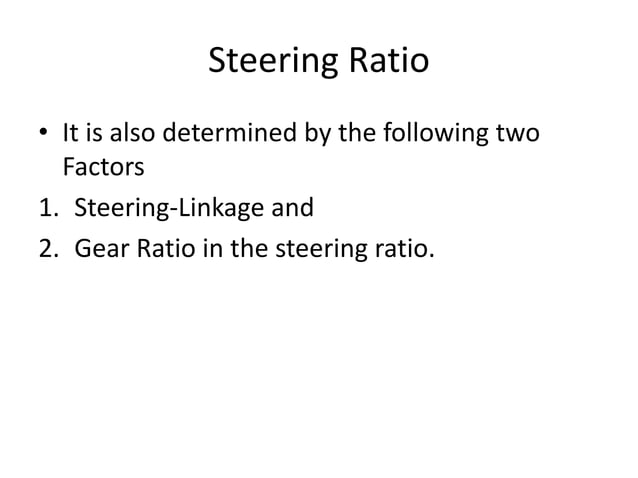 Steering Ratio
• It is also determined by the following two
Factors
1. Steering-Linkage and
2. Gear Ratio in the steering ratio.